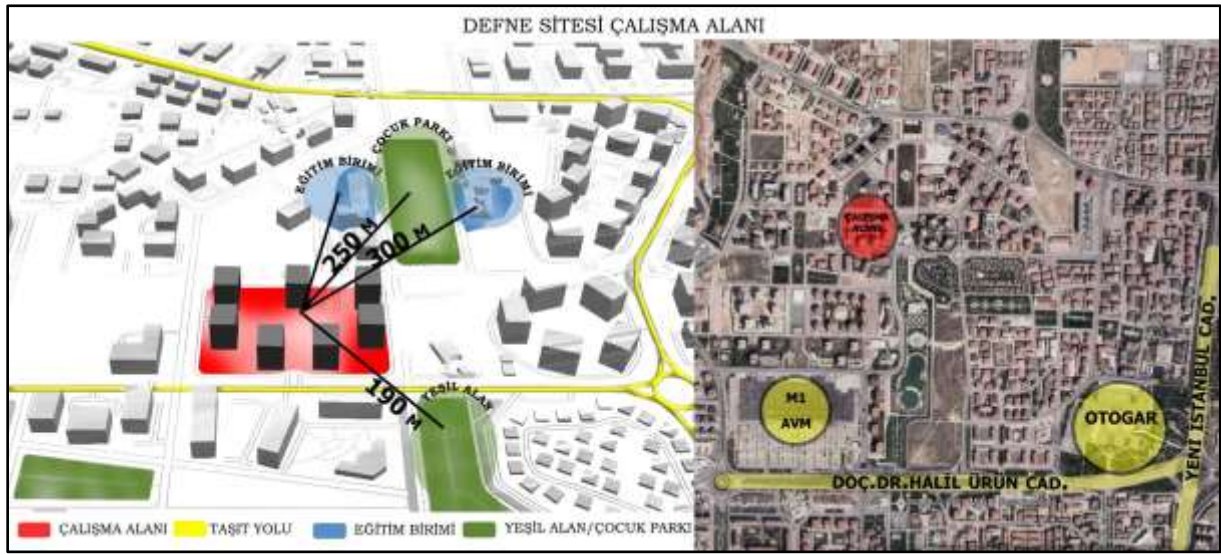 DEFNE SİTESİ ÇALIŞMA ALANI
ÇOCUK PARKI
EĞİTİM BİRİMİ
EĞİTİM BİRİMİ
250 M
300 M
190 M
YEŞİL ALAN
ÇALIŞMA ALANI
TAŞIT YOLU
EĞİTİM BİRİMİ
YEŞİL ALAN/ÇOCUK PARKI
ÇALIŞMA
ALANI
M1
AVM
OTOGAR
YENİ İSTANBUL CAD.
DOÇ.DR.HALİL ÜRÜN CAD.